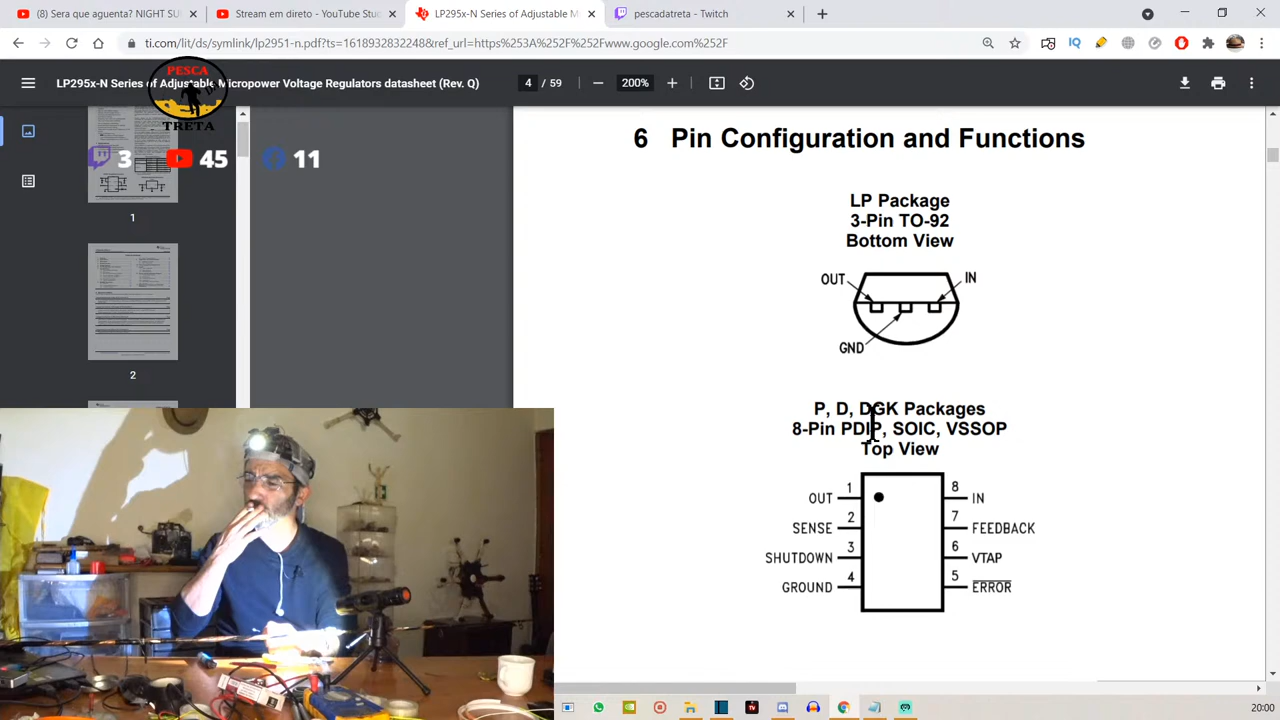 (8) Sera que aguenta? NIGHT SU
Stream em direto - YouTube Stu
LP295x-N Series of Adjustable M
pescadatreta - Twitch
ti.com/lit/ds/symlink/lp2951-n.pdf?ts=1618932832248&ref_url=https%253A%252F%252Fwww.google.com%252F
LP295x-N Series of Adjustable Micropower Voltage Regulators datasheet (Rev. Q)
4 / 59
200%
PESCA
DA
TRETA
3
45
11
1
2
6 Pin Configuration and Functions
LP Package
3-Pin TO-92
Bottom View
OUT
IN
GND
P, D, DGK Packages
8-Pin PDIP, SOIC, VSSOP
Top View
OUT 1 8 IN
SENSE 2 7 FEEDBACK
SHUTDOWN 3 6 VTAP
GROUND 4 5 ERROR
20:00